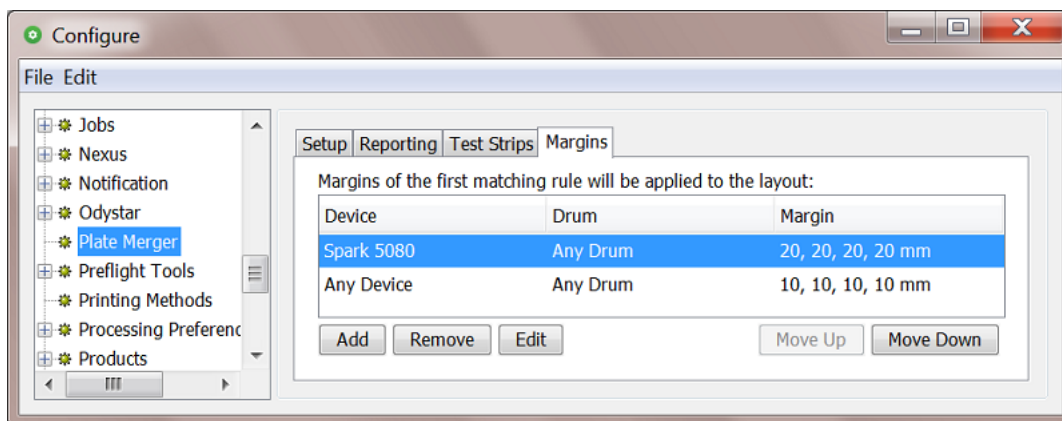 Configure
File Edit
Jobs
Nexus
Notification
Odystar
Plate Merger
Preflight Tools
Printing Methods
Processing Preferenc
Products
Setup Reporting Test Strips Margins
Margins of the first matching rule will be applied to the layout:
Device Drum Margin
Spark 5080 Any Drum 20, 20, 20, 20 mm
Any Device Any Drum 10, 10, 10, 10 mm
Add Remove Edit Move Up Move Down